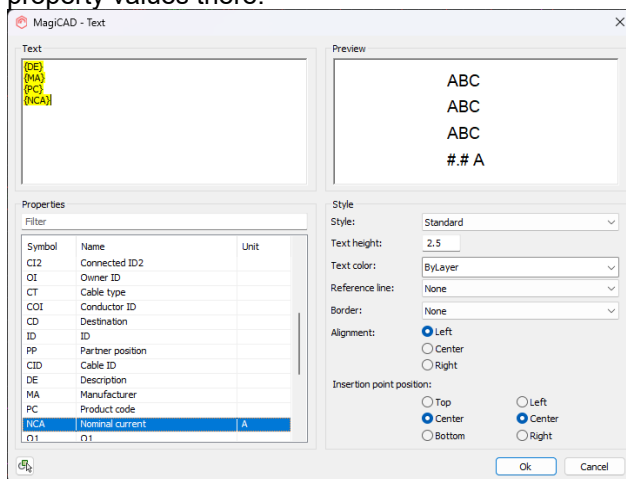 property values there.
MagiCAD - Text
Text
{DE}
{MA}
{PC}
{NCA}
Preview
ABC
ABC
ABC
#.# A
Properties
Filter
Symbol Name Unit
CI2 Connected ID2
OI Owner ID
CT Cable type
COI Conductor ID
CD Destination
ID ID
PP Partner position
CID Cable ID
DE Description
MA Manufacturer
PC Product code
NCA Nominal current A
O1 O1
Style
Style: Standard
Text height: 2.5
Text color: ByLayer
Reference line: None
Border: None
Alignment: Left
Center
Right
Insertion point position:
Top Left
Center Center
Bottom Right
Ok Cancel